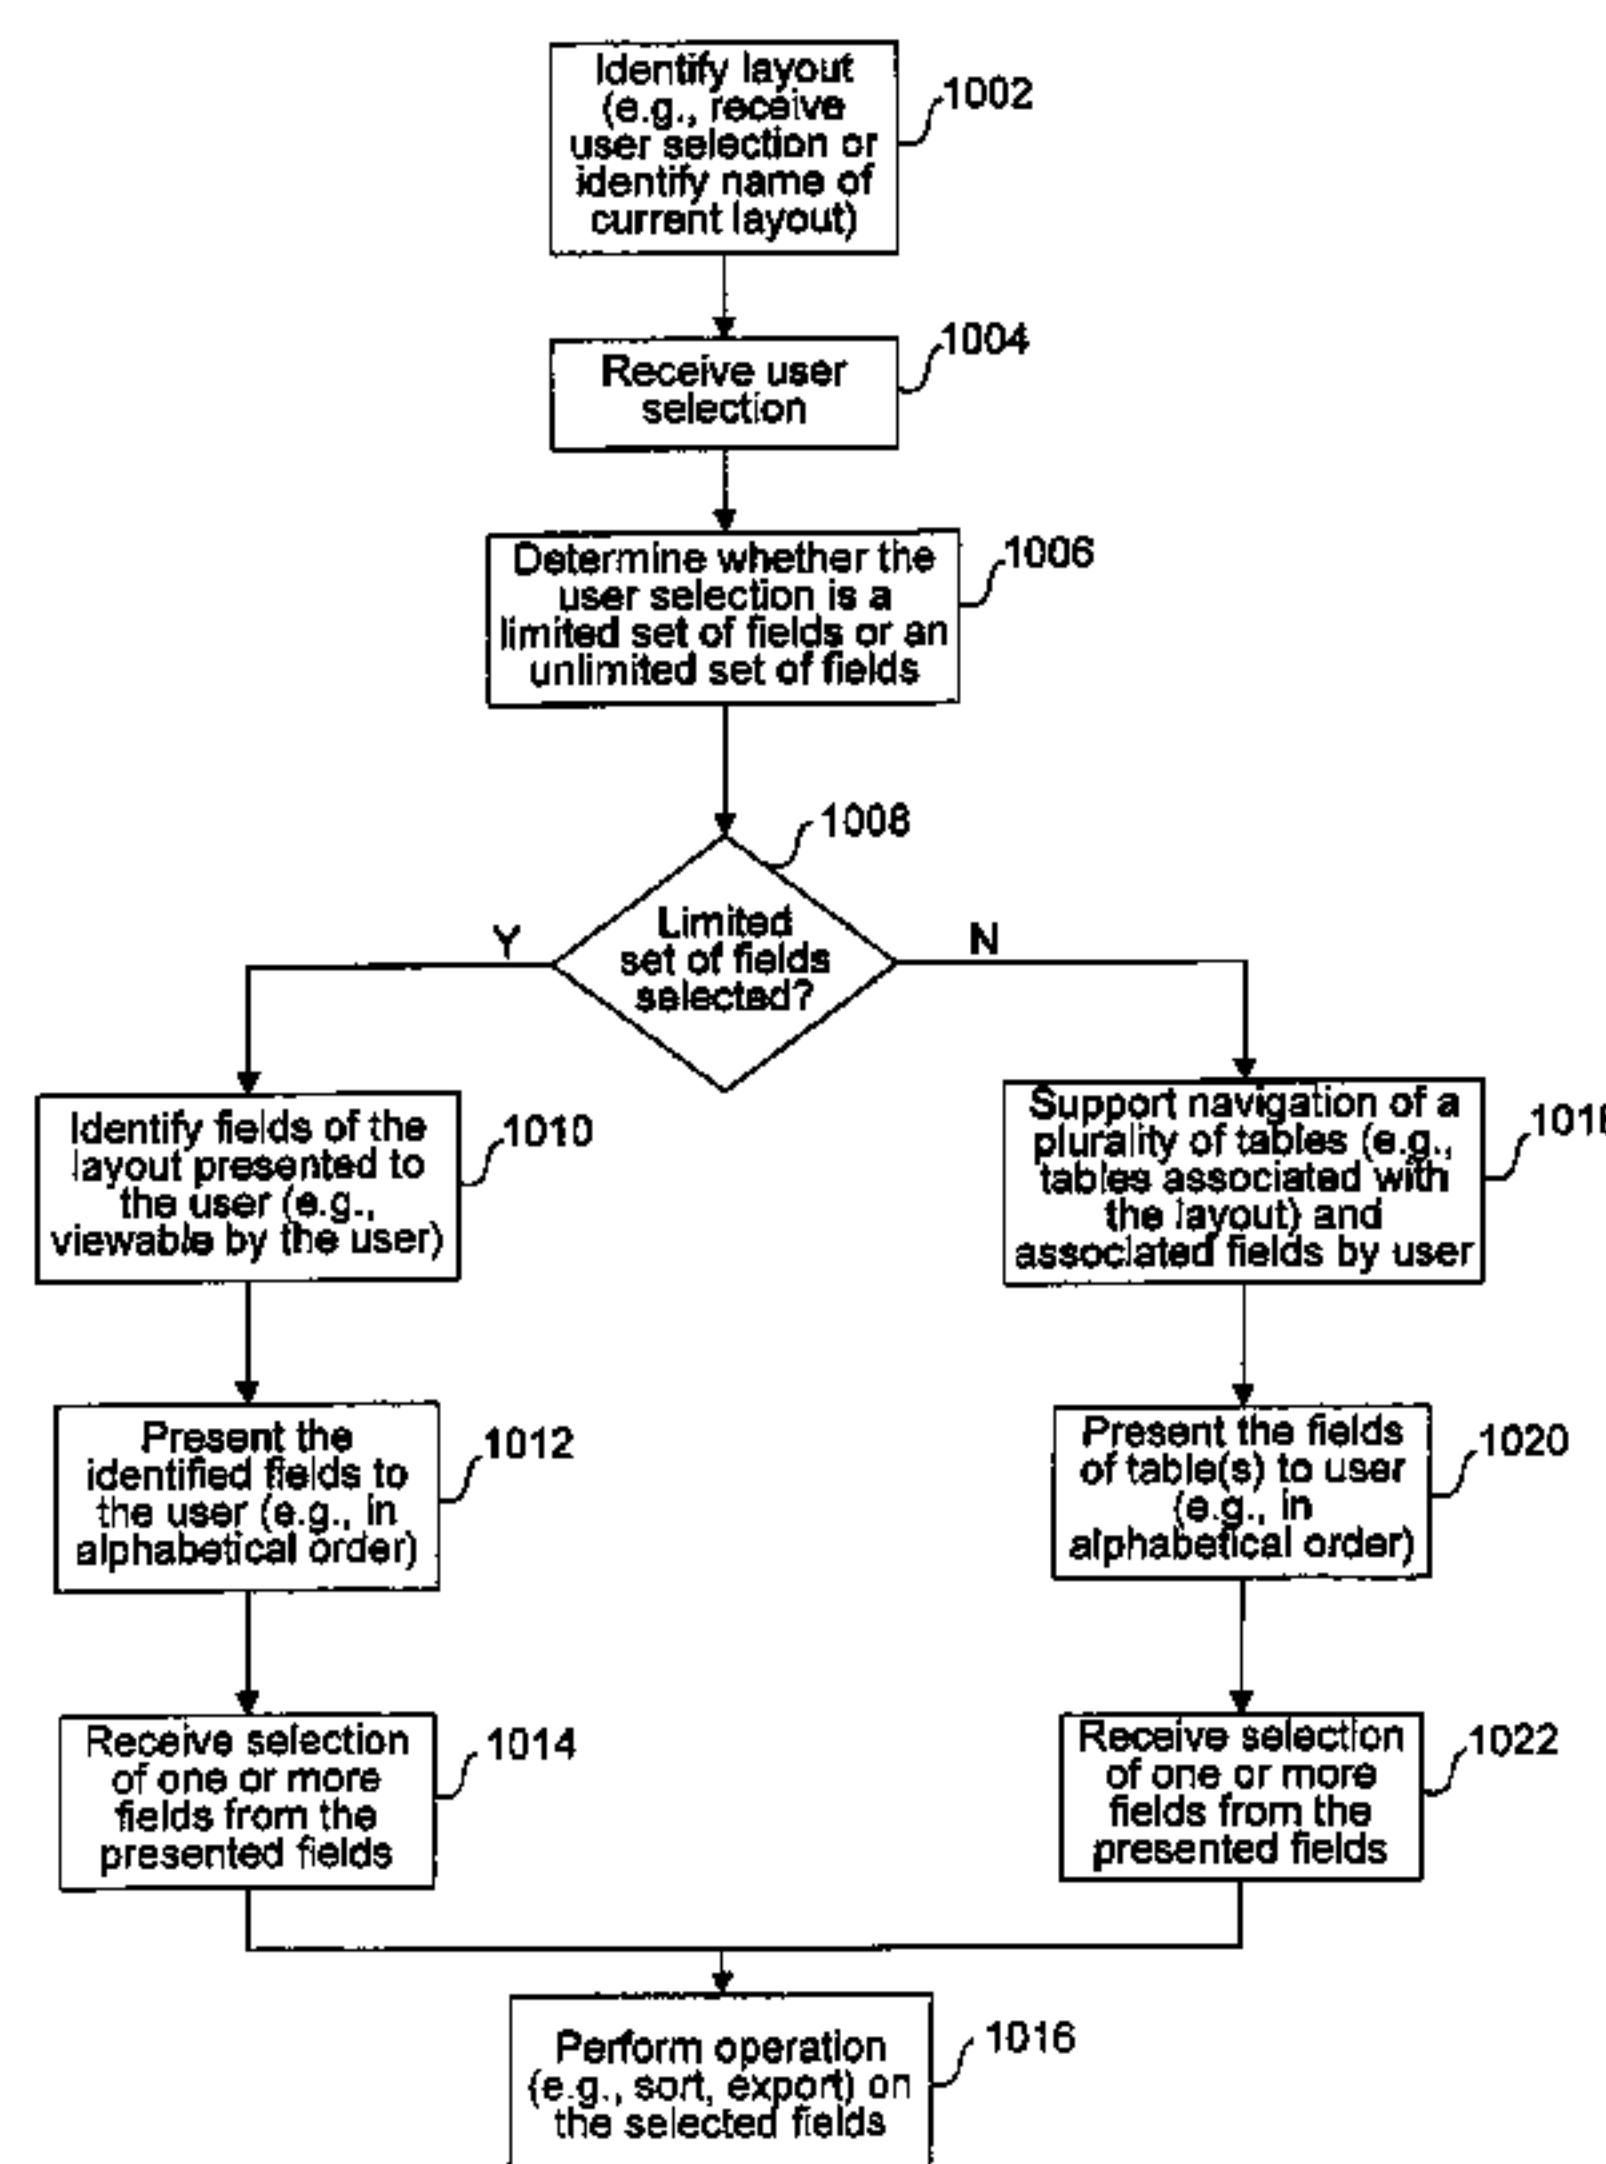 Identify layout
(e.g., receive
user selection or
identify name of
current layout)
1002
Receive user
selection
1004
Determine whether the
user selection is a
limited set of fields or an
unlimited set of fields
1006
Limited
set of fields
selected?
1008
Y
N
Identify fields of the
layout presented to
the user (e.g.,
viewable by the user)
1010
Support navigation of a
plurality of tables (e.g.,
tables associated with
the layout) and
associated fields by user
Present the
identified fields to
the user (e.g., in
alphabetical order)
1012
Present the fields
of table(s) to user
(e.g., in
alphabetical order)
1020
Receive selection
of one or more
fields from the
presented fields
1014
Receive selection
of one or more
fields from the
presented fields
1022
Perform operation
(e.g., sort, export) on
the selected fields
1016